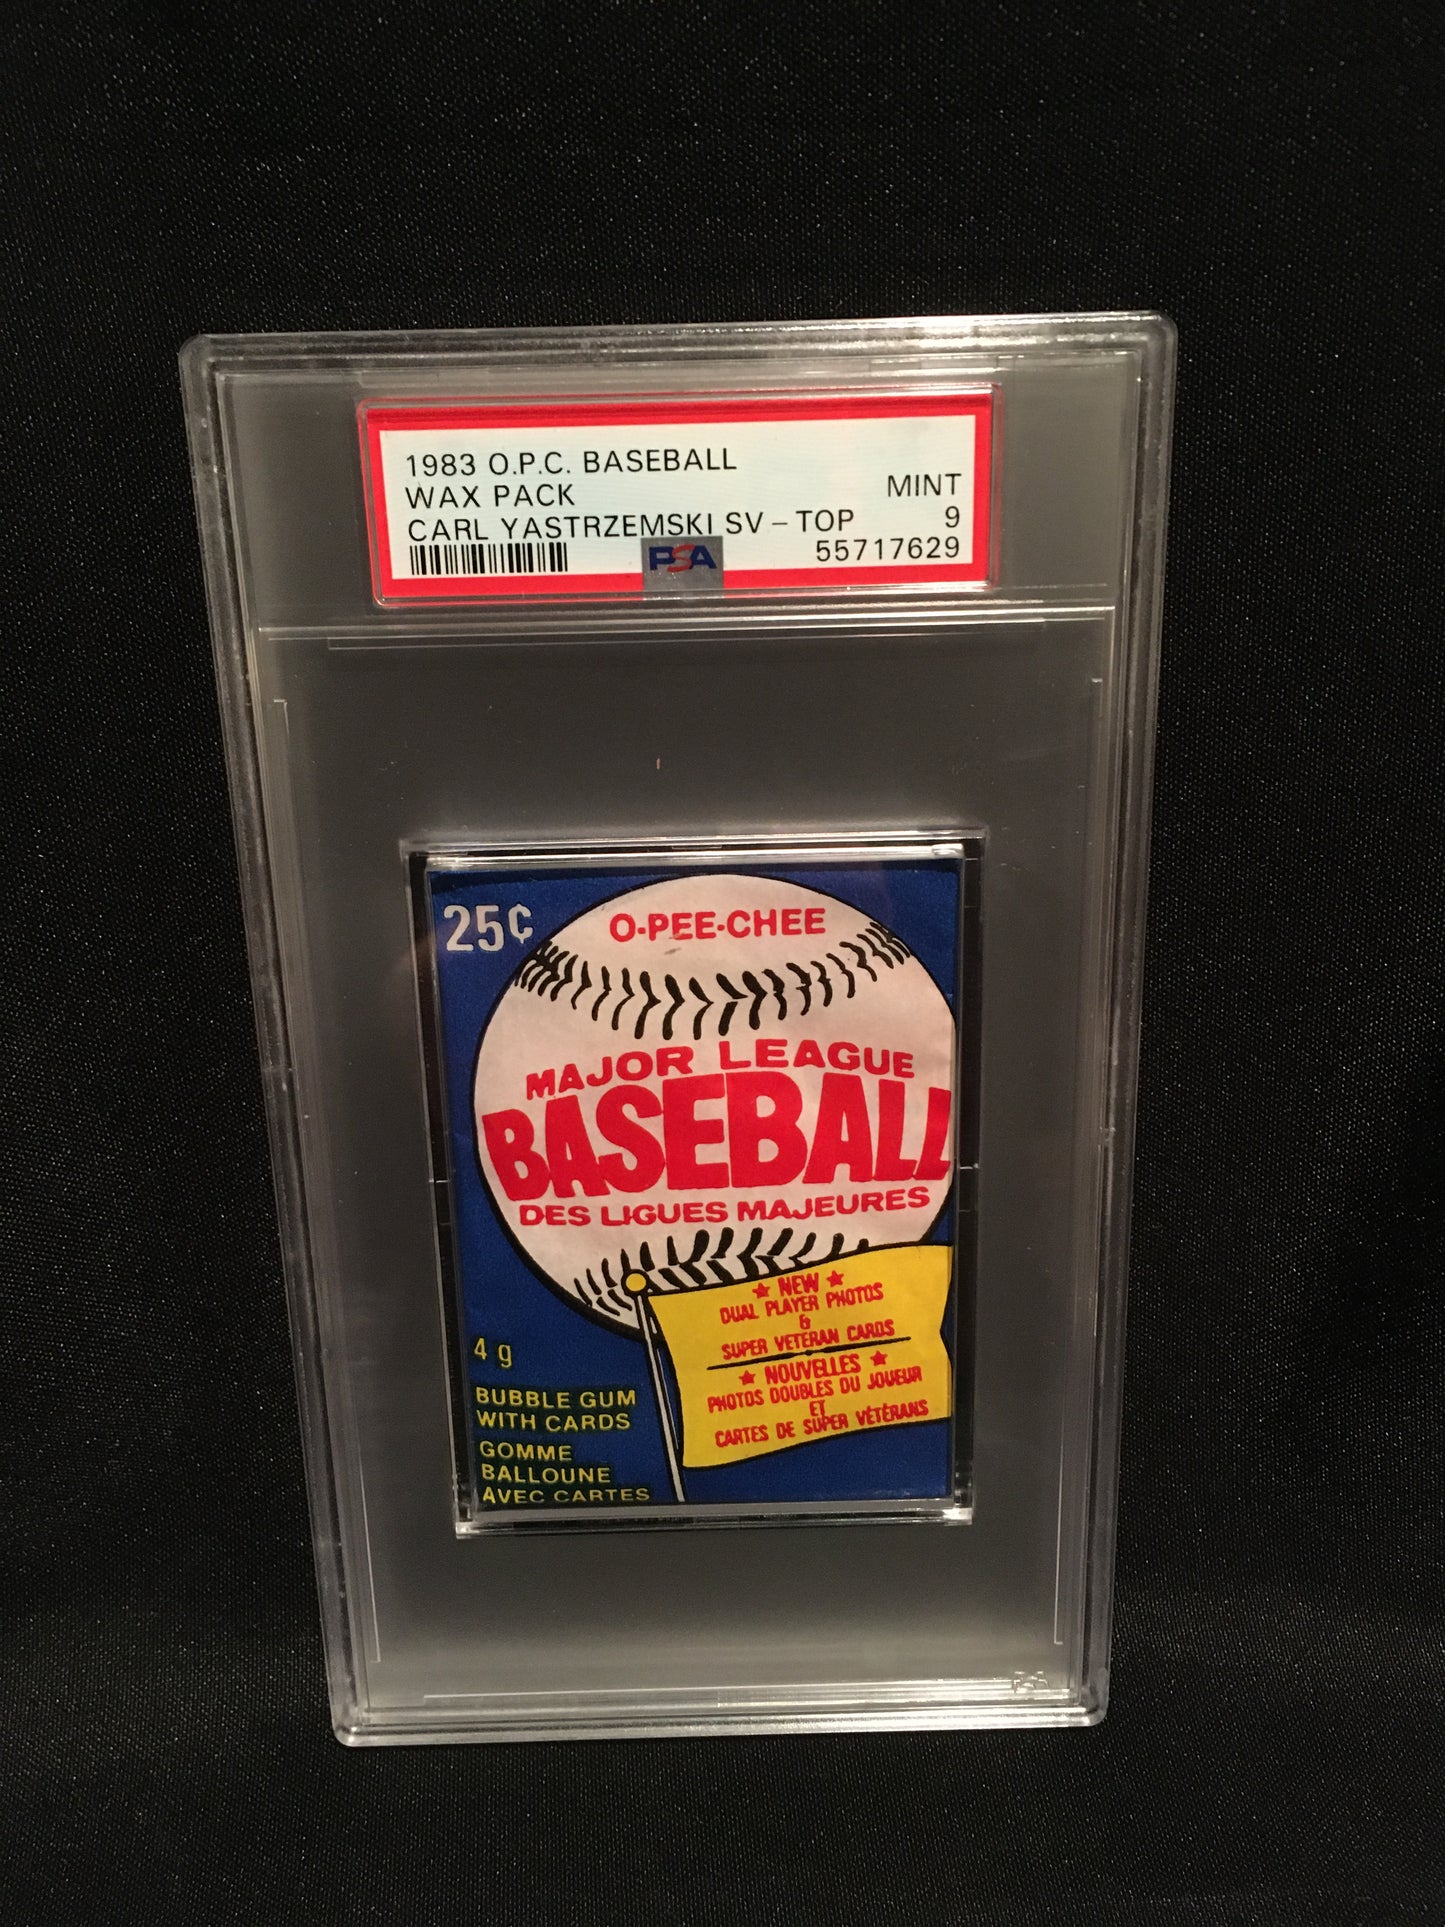 1983 O.P.C. BASEBALL
WAX PACK MINT
CARL YASTRZEMSKI SV – TOP 9
PSA 55717629
25¢
O-PEE-CHEE
MAJOR LEAGUE
BASEBALL
DES LIGUES MAJEURES
★ NEW ★
DUAL PLAYER PHOTOS
&
SUPER VETERAN CARDS
★ NOUVELLES ★
PHOTOS DOUBLES DU JOUEUR
ET
CARTES DE SUPER VÉTÉRANS
4 g
BUBBLE GUM
WITH CARDS
GOMME
BALLOUNE
AVEC CARTES